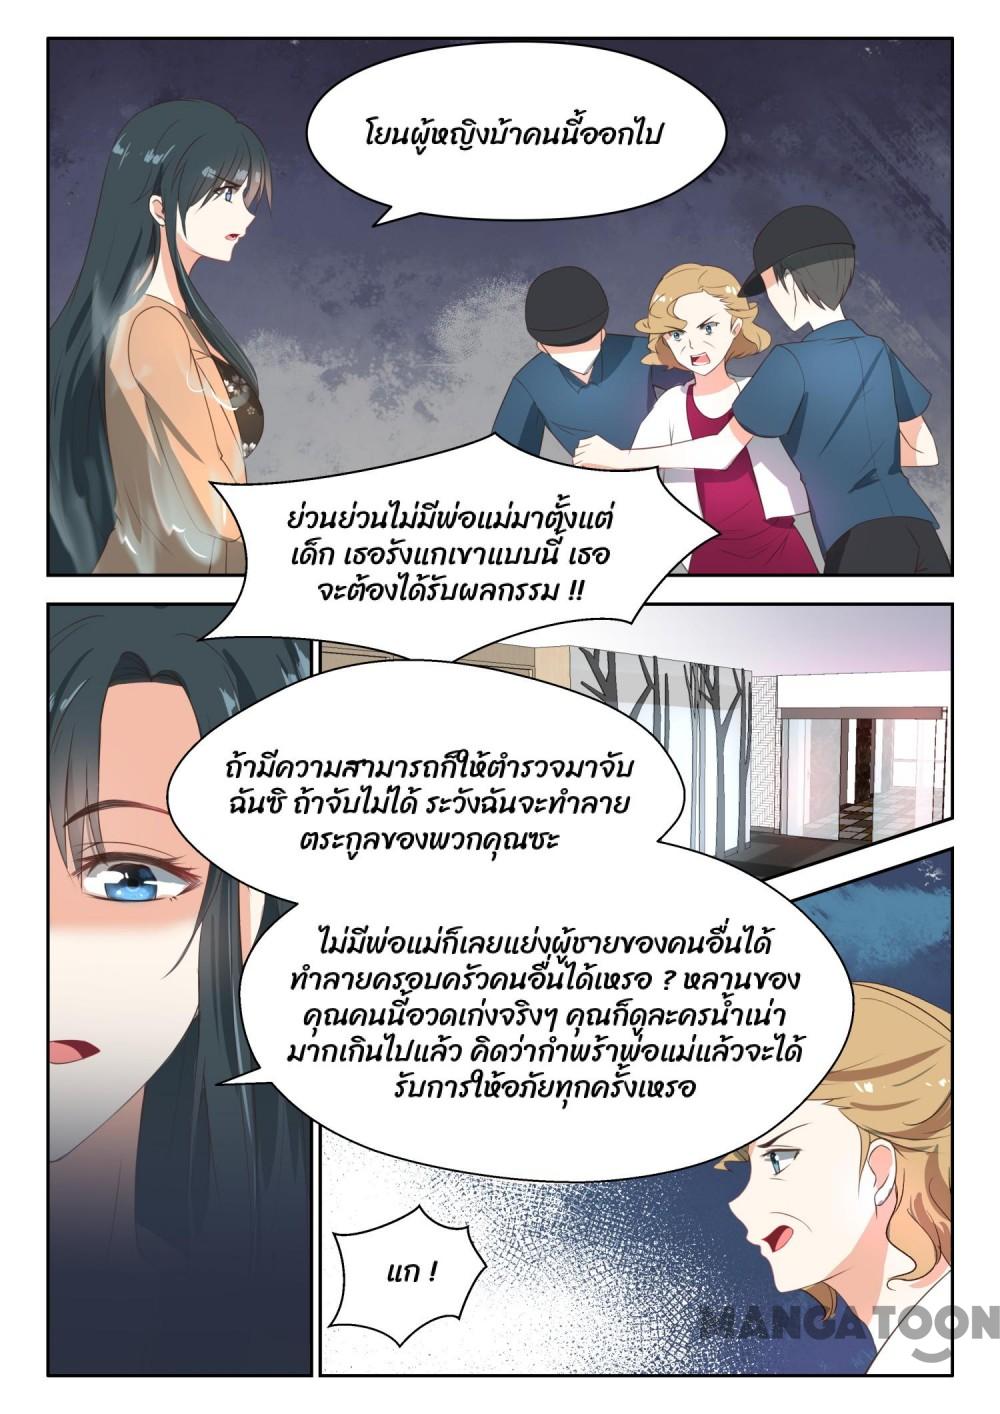 โยนผู้หญิงบ้าคนนี้ออกไป
ย่วนย่วนไม่มีพ่อแม่มาตั้งแต่
เด็ก เธอรังแกเขาแบบนี้ เธอ
จะต้องได้รับผลกรรม !!
ถ้ามีความสามารถก็ให้ตำรวจมาจับ
ฉันซิ ถ้าจับไม่ได้ ระวังฉันจะทำลาย
ตระกูลของพวกคุณซะ
ไม่มีพ่อแม่ก็เลยแย่งผู้ชายของคนอื่นได้
ทำลายครอบครัวคนอื่นได้เหรอ ? หลานของ
คุณคนนี้อวดเก่งจริงๆ คุณก็ดูละครน้ำเน่า
มากเกินไปแล้ว คิดว่ากำพร้าพ่อแม่แล้วจะได้
รับการให้อภัยทุกครั้งเหรอ
แก !
MANGATOON